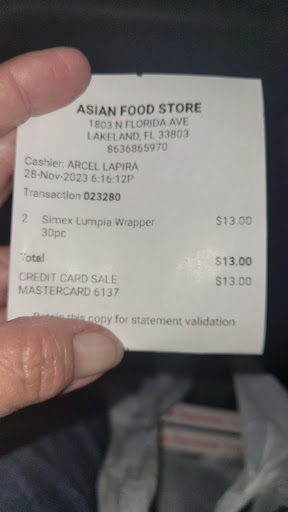 ASIAN FOOD STORE
1803 N FLORIDA AVE
LAKELAND, FL 33803
8636865970
Cashier: ARCEL LAPIRA
28-Nov-2023 6:16:12P
Transaction 023280
2 Simex Lumpia Wrapper $13.00
30pc
Total $13.00
CREDIT CARD SALE $13.00
MASTERCARD 6137
Retain this copy for statement validation